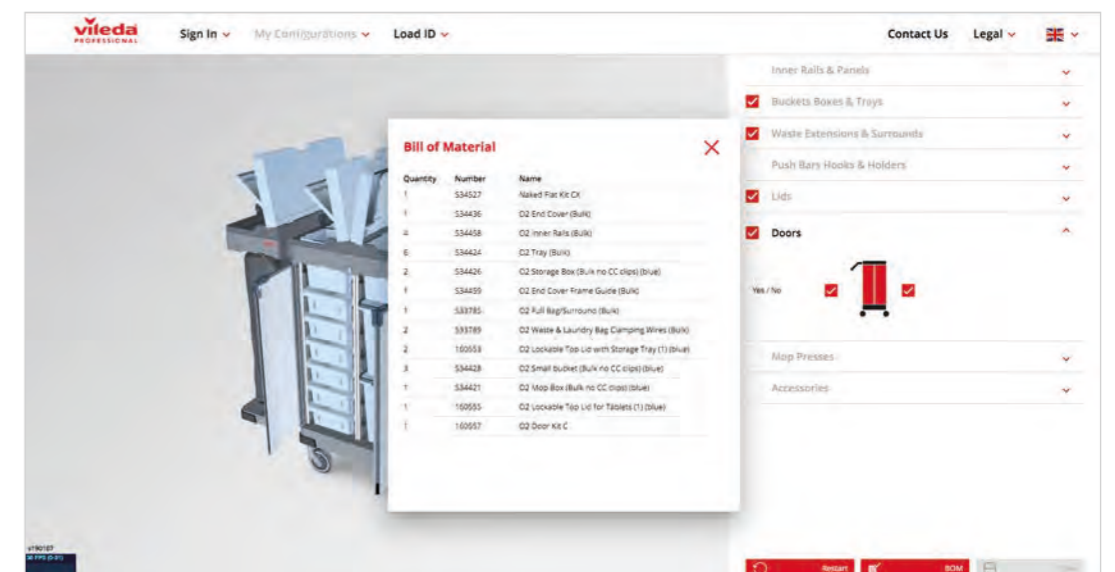 vileda
PROFESSIONAL
Sign In
My Configurations
Load ID
Contact Us
Legal
Inner Rails & Panels
Buckets Boxes & Trays
Waste Extensions & Surrounds
Push Bars Hooks & Holders
Lids
Doors
Yes / No
Mop Presses
Accessories
Bill of Material
Quantity Number Name
1 534527 Naked Flat Kit CX
1 534436 O2 End Cover (Bulk)
4 534458 O2 Inner Rails (Bulk)
6 534424 O2 Tray (Bulk)
2 534426 O2 Storage Box (Bulk no CC clips) (blue)
1 534459 O2 End Cover Frame Guide (Bulk)
1 533785 O2 Full Bag/Surround (Bulk)
2 533789 O2 Waste & Laundry Bag Clamping Wires (Bulk)
2 160553 O2 Lockable Top Lid with Storage Tray (1) (blue)
3 534428 O2 Small bucket (Bulk no CC clips) (blue)
1 534421 O2 Mop Box (Bulk no CC clips) (blue)
1 160555 O2 Lockable Top Lid for Tablets (1) (blue)
1 160557 O2 Door Kit C
v190107
Restart
BOM